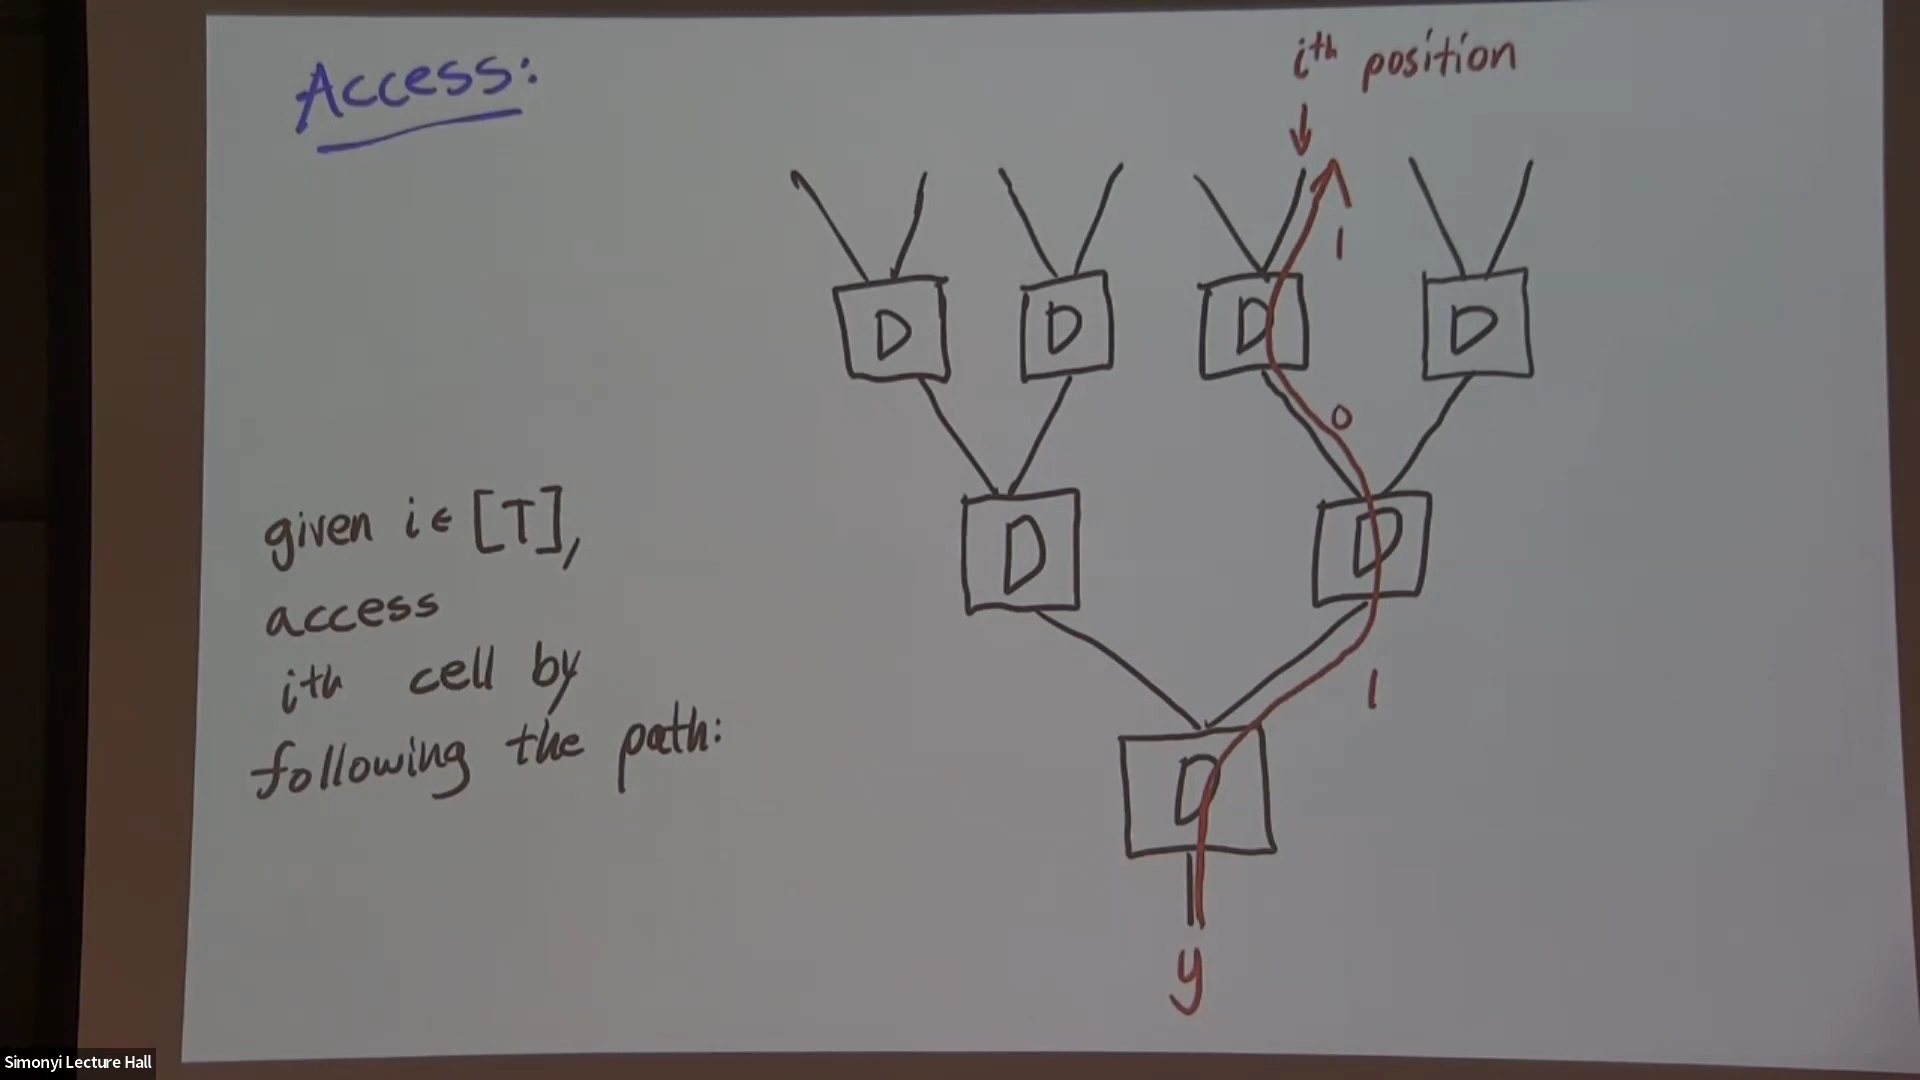 Access:
iᵗʰ position
1
D D D D
0
given i ∈ [T],
D D
access
iᵗʰ cell by
1
following the path:
D
y
Simonyi Lecture Hall